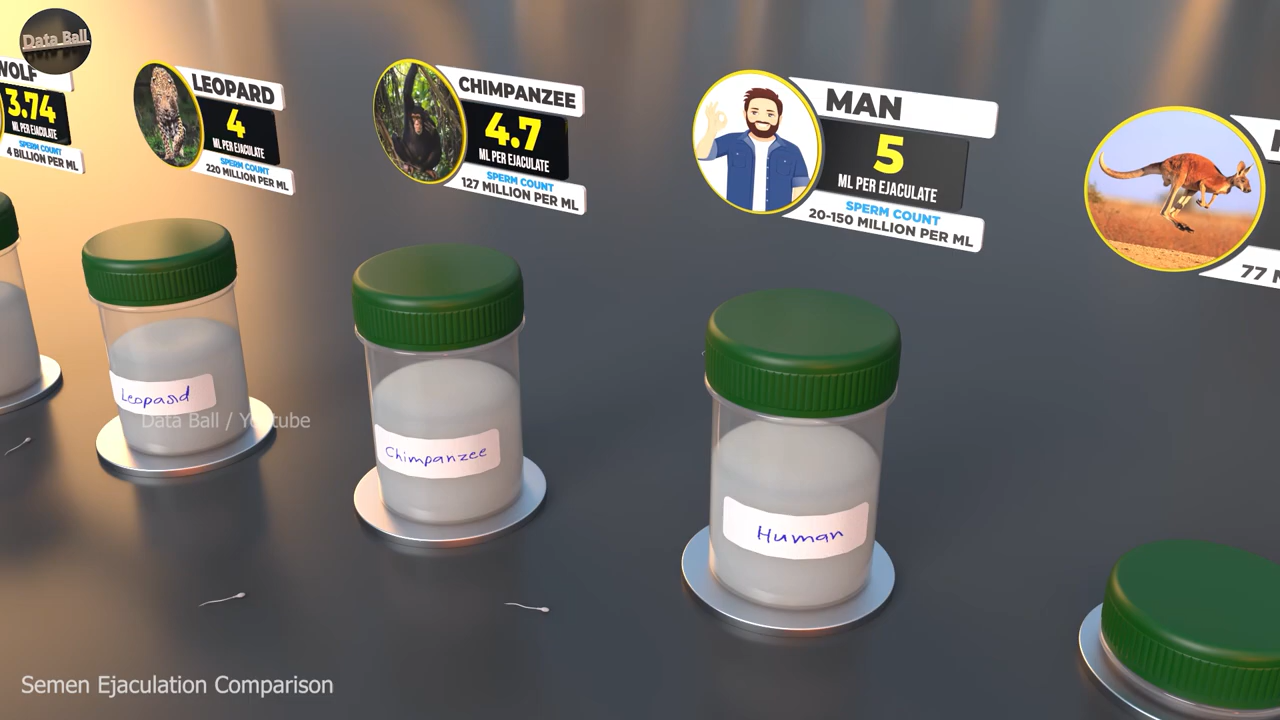 Data Ball
WOLF
3.74
ML PER EJACULATE
SPERM COUNT
4 BILLION PER ML
LEOPARD
4
ML PER EJACULATE
SPERM COUNT
220 MILLION PER ML
CHIMPANZEE
4.7
ML PER EJACULATE
SPERM COUNT
127 MILLION PER ML
MAN
5
ML PER EJACULATE
SPERM COUNT
20-150 MILLION PER ML
77
Leopard
Data Ball / Youtube
Chimpanzee
Human
Semen Ejaculation Comparison